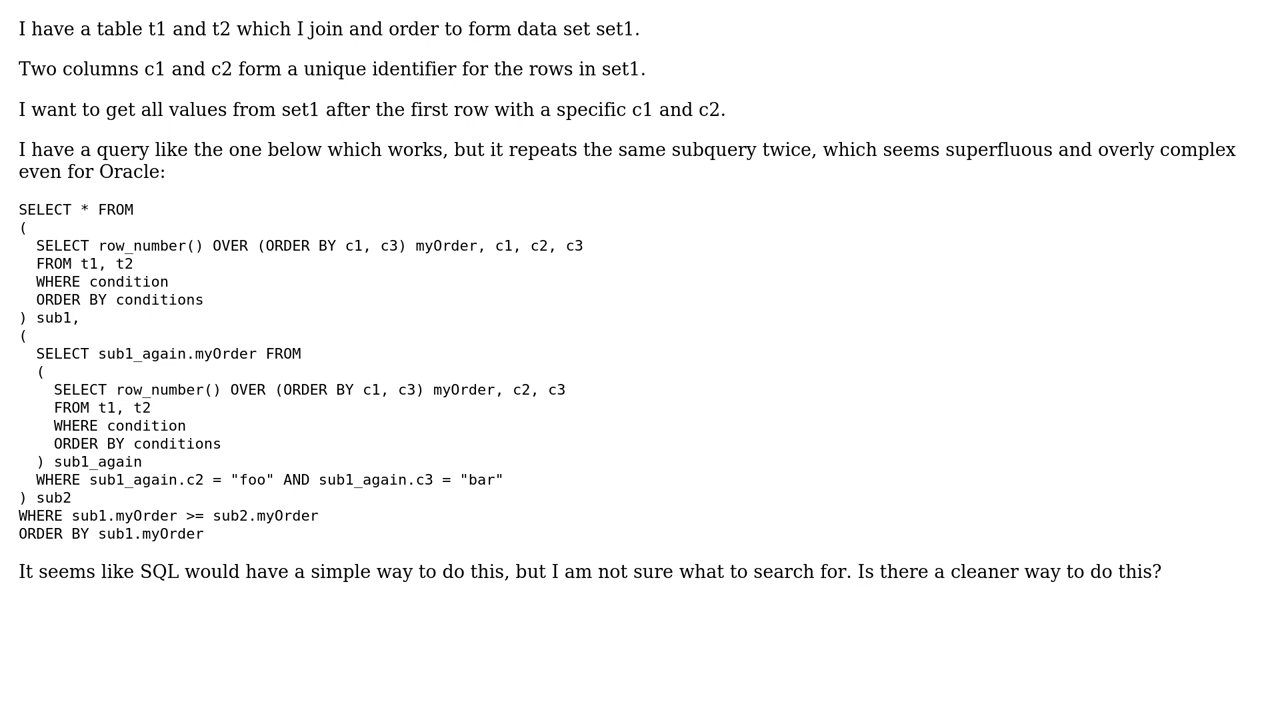 I have a table t1 and t2 which I join and order to form data set set1.
Two columns c1 and c2 form a unique identifier for the rows in set1.
I want to get all values from set1 after the first row with a specific c1 and c2.
I have a query like the one below which works, but it repeats the same subquery twice, which seems superfluous and overly complex
even for Oracle:
SELECT * FROM
(
  SELECT row_number() OVER (ORDER BY c1, c3) myOrder, c1, c2, c3
  FROM t1, t2
  WHERE condition
  ORDER BY conditions
) sub1,
(
  SELECT sub1_again.myOrder FROM
  (
    SELECT row_number() OVER (ORDER BY c1, c3) myOrder, c2, c3
    FROM t1, t2
    WHERE condition
    ORDER BY conditions
  ) sub1_again
  WHERE sub1_again.c2 = "foo" AND sub1_again.c3 = "bar"
) sub2
WHERE sub1.myOrder >= sub2.myOrder
ORDER BY sub1.myOrder
It seems like SQL would have a simple way to do this, but I am not sure what to search for. Is there a cleaner way to do this?